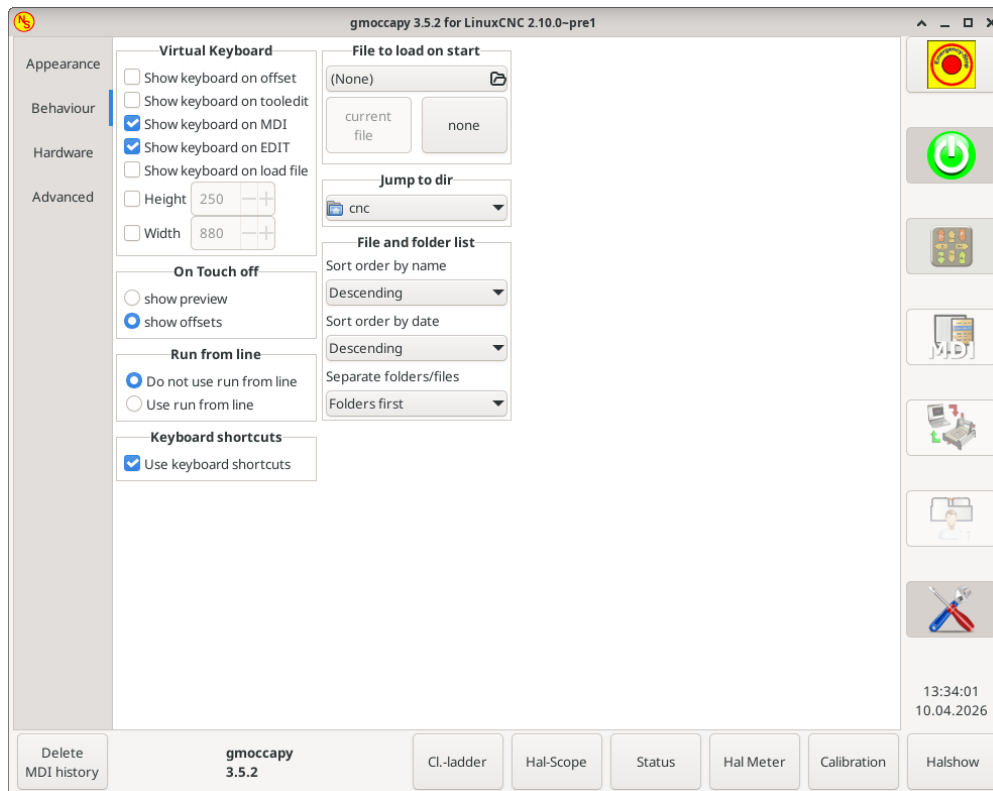 gmoccapy 3.5.2 for LinuxCNC 2.10.0~pre1
Appearance
Behaviour
Hardware
Advanced
Virtual Keyboard
Show keyboard on offset
Show keyboard on tooledit
Show keyboard on MDI
Show keyboard on EDIT
Show keyboard on load file
Height 250
Width 880
On Touch off
show preview
show offsets
Run from line
Do not use run from line
Use run from line
Keyboard shortcuts
Use keyboard shortcuts
File to load on start
(None)
current
file
none
Jump to dir
cnc
File and folder list
Sort order by name
Descending
Sort order by date
Descending
Separate folders/files
Folders first
Emergency-Stop
MDI
13:34:01
10.04.2026
Delete
MDI history
gmoccapy
3.5.2
Cl.-ladder
Hal-Scope
Status
Hal Meter
Calibration
Halshow